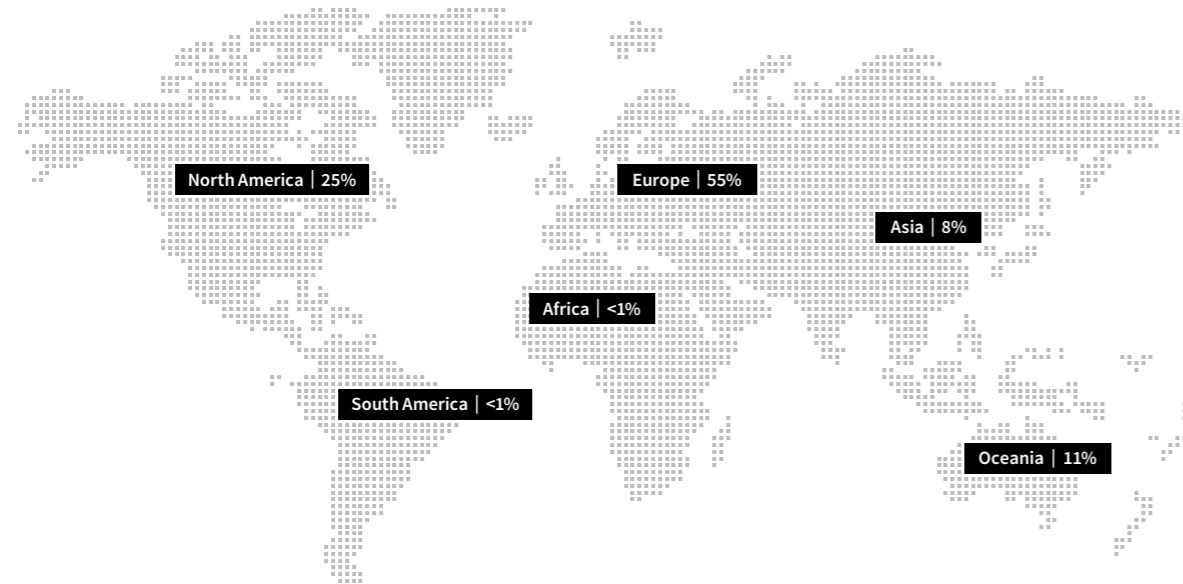 North America | 25%
Europe | 55%
Asia | 8%
Africa | <1%
South America | <1%
Oceania | 11%